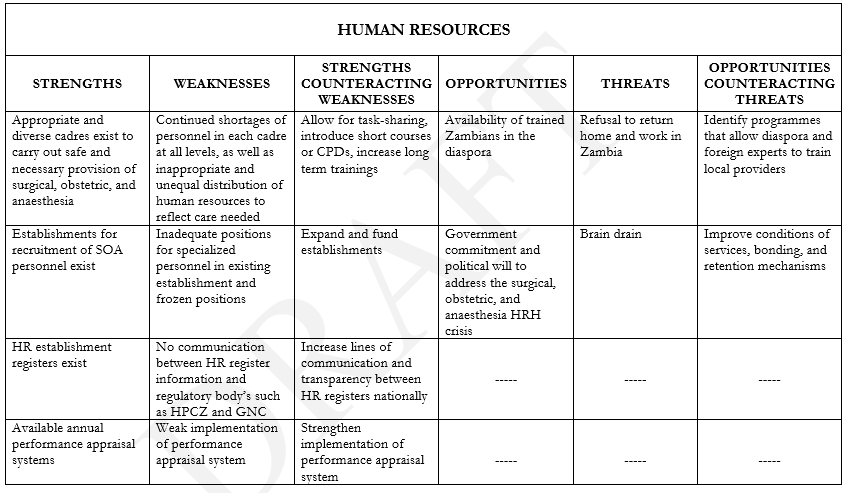 HUMAN RESOURCES
STRENGTHS
WEAKNESSES
STRENGTHS
COUNTERACTING
WEAKNESSES
OPPORTUNITIES
THREATS
OPPORTUNITIES
COUNTERACTING
THREATS
Appropriate and
diverse cadres exist to
carry out safe and
necessary provision of
surgical, obstetric, and
anaesthesia
Continued shortages of
personnel in each cadre
at all levels, as well as
inappropriate and
unequal distribution of
human resources to
reflect care needed
Allow for task-sharing,
introduce short courses
or CPDs, increase long
term trainings
Availability of trained
Zambians in the
diaspora
Refusal to return
home and work in
Zambia
Identify programmes
that allow diaspora and
foreign experts to train
local providers
Establishments for
recruitment of SOA
personnel exist
Inadequate positions
for specialized
personnel in existing
establishment and
frozen positions
Expand and fund
establishments
Government
commitment and
political will to
address the surgical,
obstetric, and
anaesthesia HRH
crisis
Brain drain
Improve conditions of
services, bonding, and
retention mechanisms
HR establishment
registers exist
No communication
between HR register
information and
regulatory body's such
as HPCZ and GNC
Increase lines of
communication and
transparency between
HR registers nationally
-----
-----
-----
Available annual
performance appraisal
systems
Weak implementation
of performance
appraisal system
Strengthen
implementation of
performance appraisal
system
-----
-----
-----
DRAFT